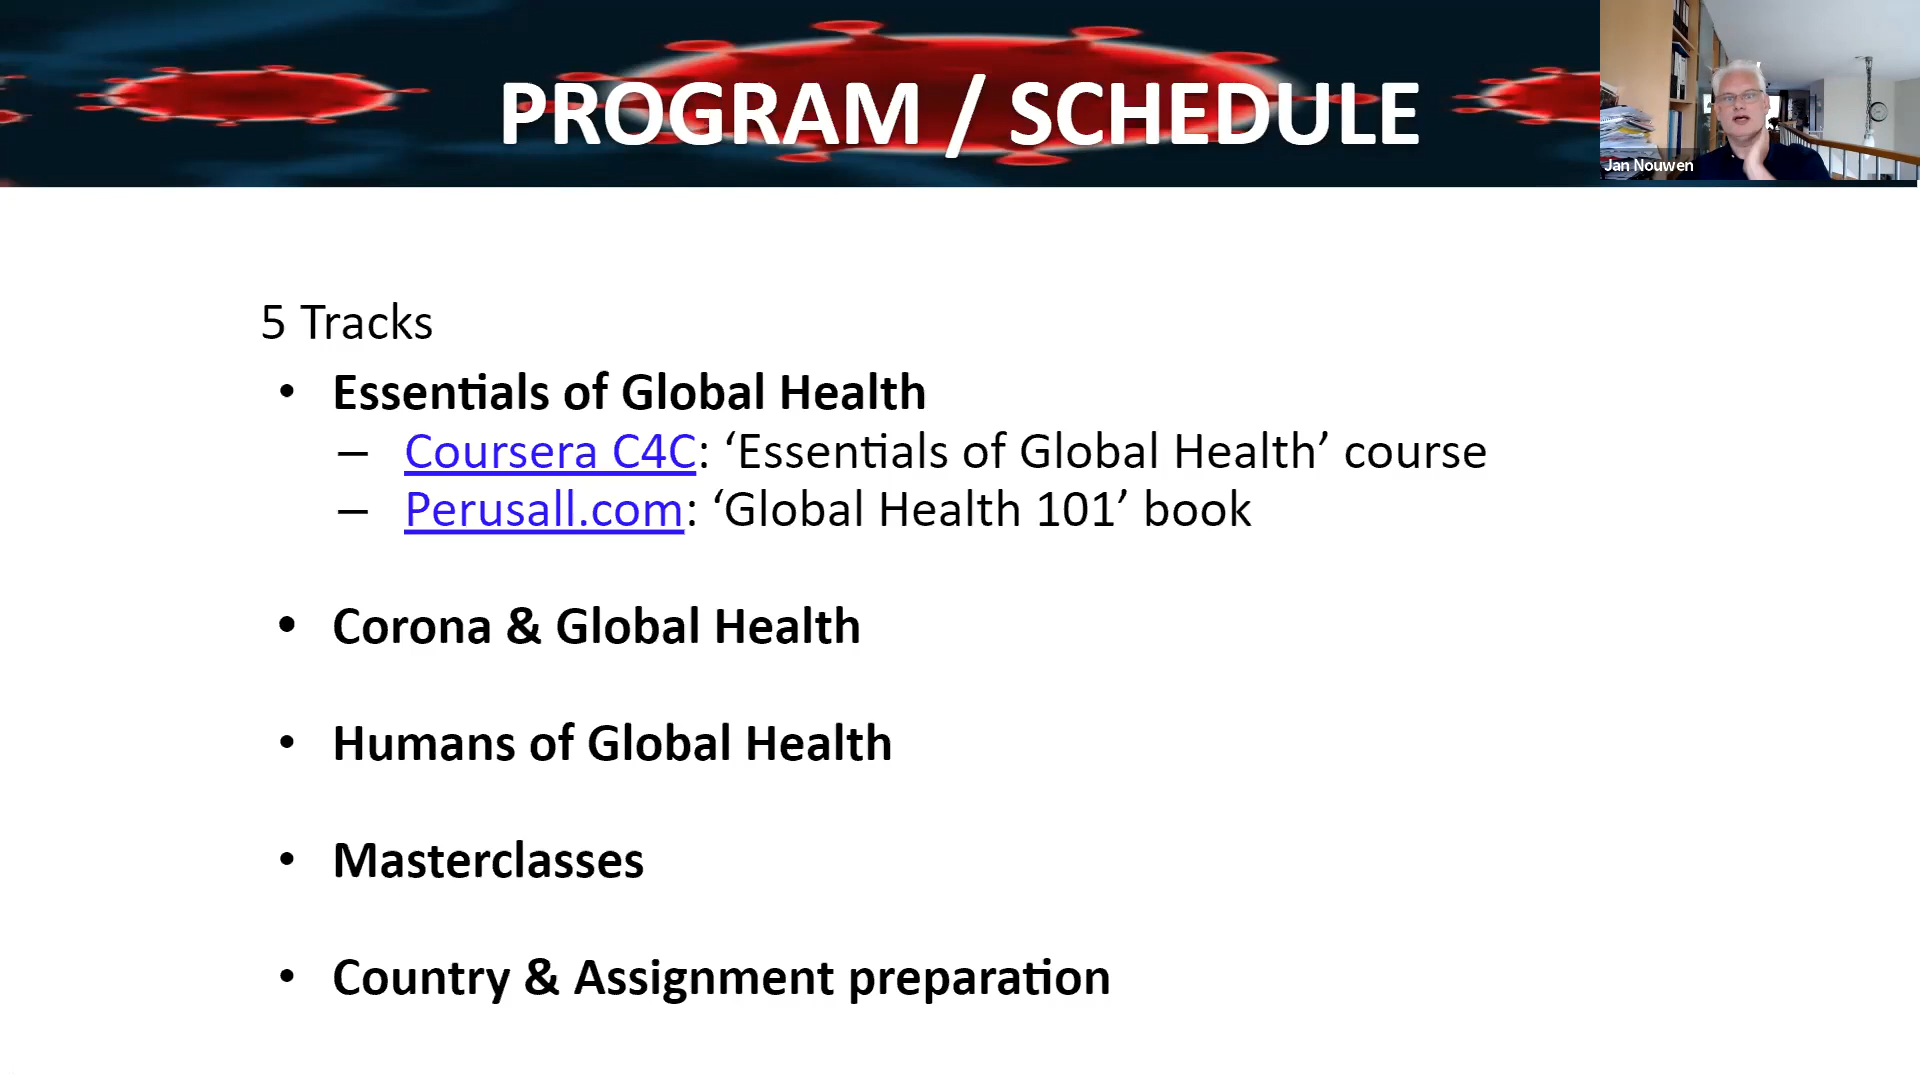 PROGRAM / SCHEDULE
Jan Nouwen
5 Tracks
• Essentials of Global Health
– Coursera C4C: ‘Essentials of Global Health’ course
– Perusall.com: ‘Global Health 101’ book
• Corona & Global Health
• Humans of Global Health
• Masterclasses
• Country & Assignment preparation